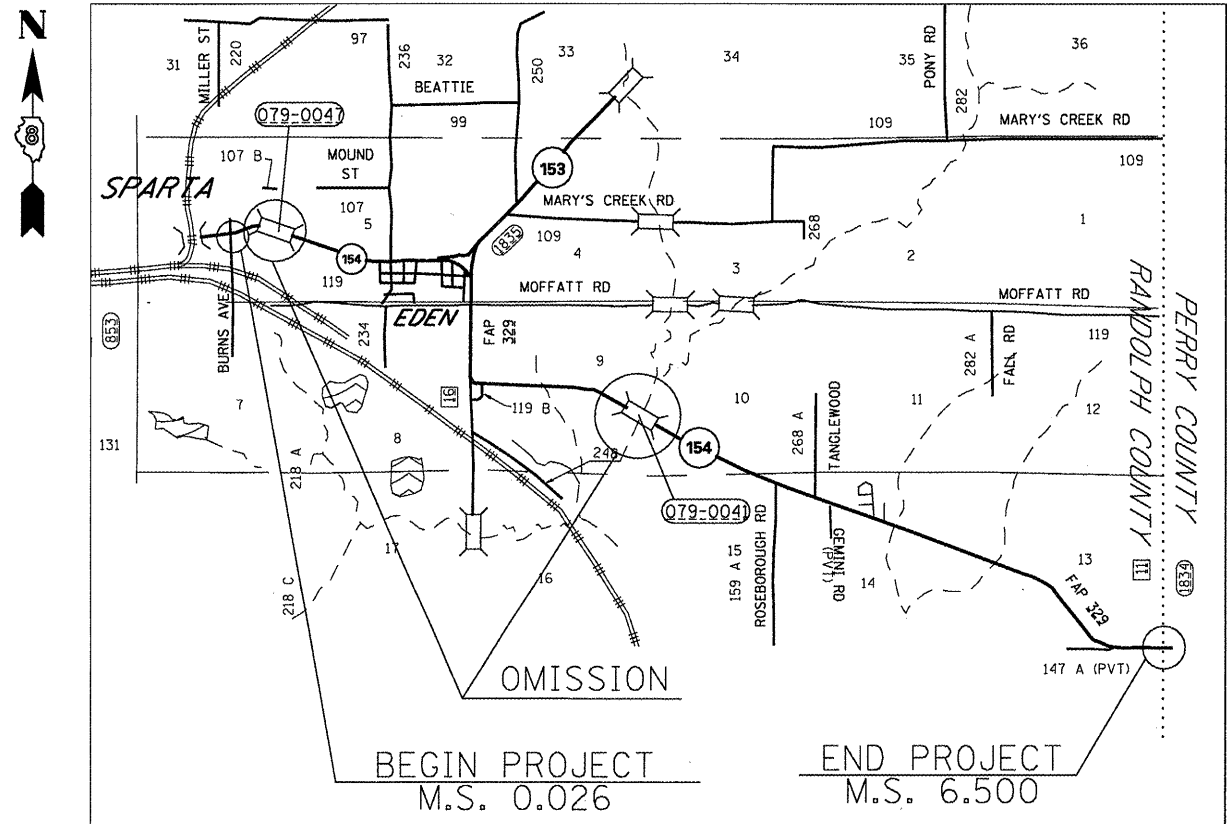 N
31
MILLER ST
220
97
236
32
BEATTIE
250
33
34
35
PONY RD
282
36
079-0047
99
153
109
MARY'S CREEK RD
109
107 B
MOUND
ST
SPARTA
107
5
MARY'S CREEK RD
268
1
154
1835
109
4
3
2
119
MOFFATT RD
MOFFATT RD
EDEN
853
BURNS AVE
234
FAP
329
9
282 A
FALL RD
119
RANDOLPH COUNTY
PERRY COUNTY
7
16
119 B
10
268 A
TANGLEWOOD
11
12
131
8
218 A
248
154
079-0041
17
16
15
159 A
ROSEBOROUGH RD
GEMINI RD
(PVT)
14
13
11
1834
218 C
FAP 329
147 A (PVT)
OMISSION
BEGIN PROJECT
M.S. 0.026
END PROJECT
M.S. 6.500